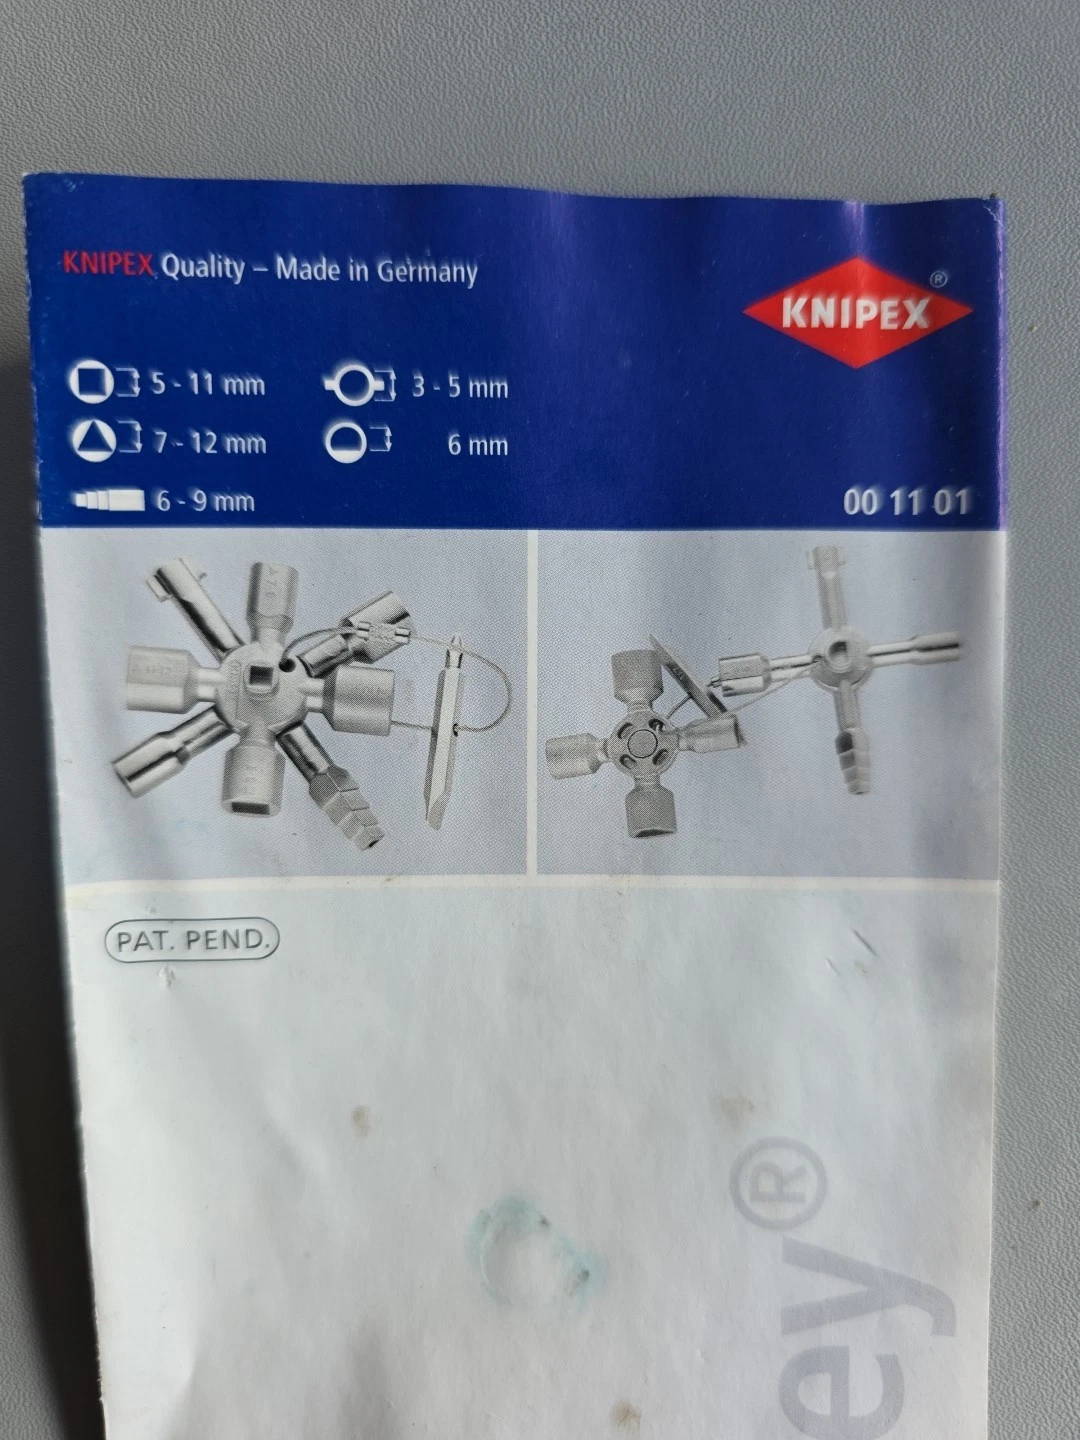 KNIPEX Quality – Made in Germany
KNIPEX®
5 - 11 mm
3 - 5 mm
7 - 12 mm
6 mm
6 - 9 mm
00 11 01
PAT. PEND.
ey®